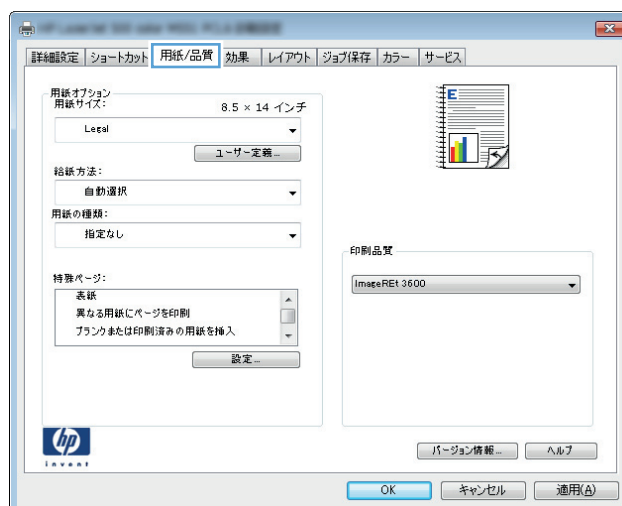 詳細設定 ショートカット 用紙/品質 効果 レイアウト ジョブ保存 カラー サービス
用紙オプション
用紙サイズ: 8.5 × 14 インチ
Legal
ユーザー定義...
給紙方法:
自動選択
用紙の種類:
指定なし
特殊ページ:
表紙
異なる用紙にページを印刷
ブランクまたは印刷済みの用紙を挿入
設定...
E
印刷品質
ImageREt 3600
hp
invent
バージョン情報... ヘルプ
OK キャンセル 適用(A)